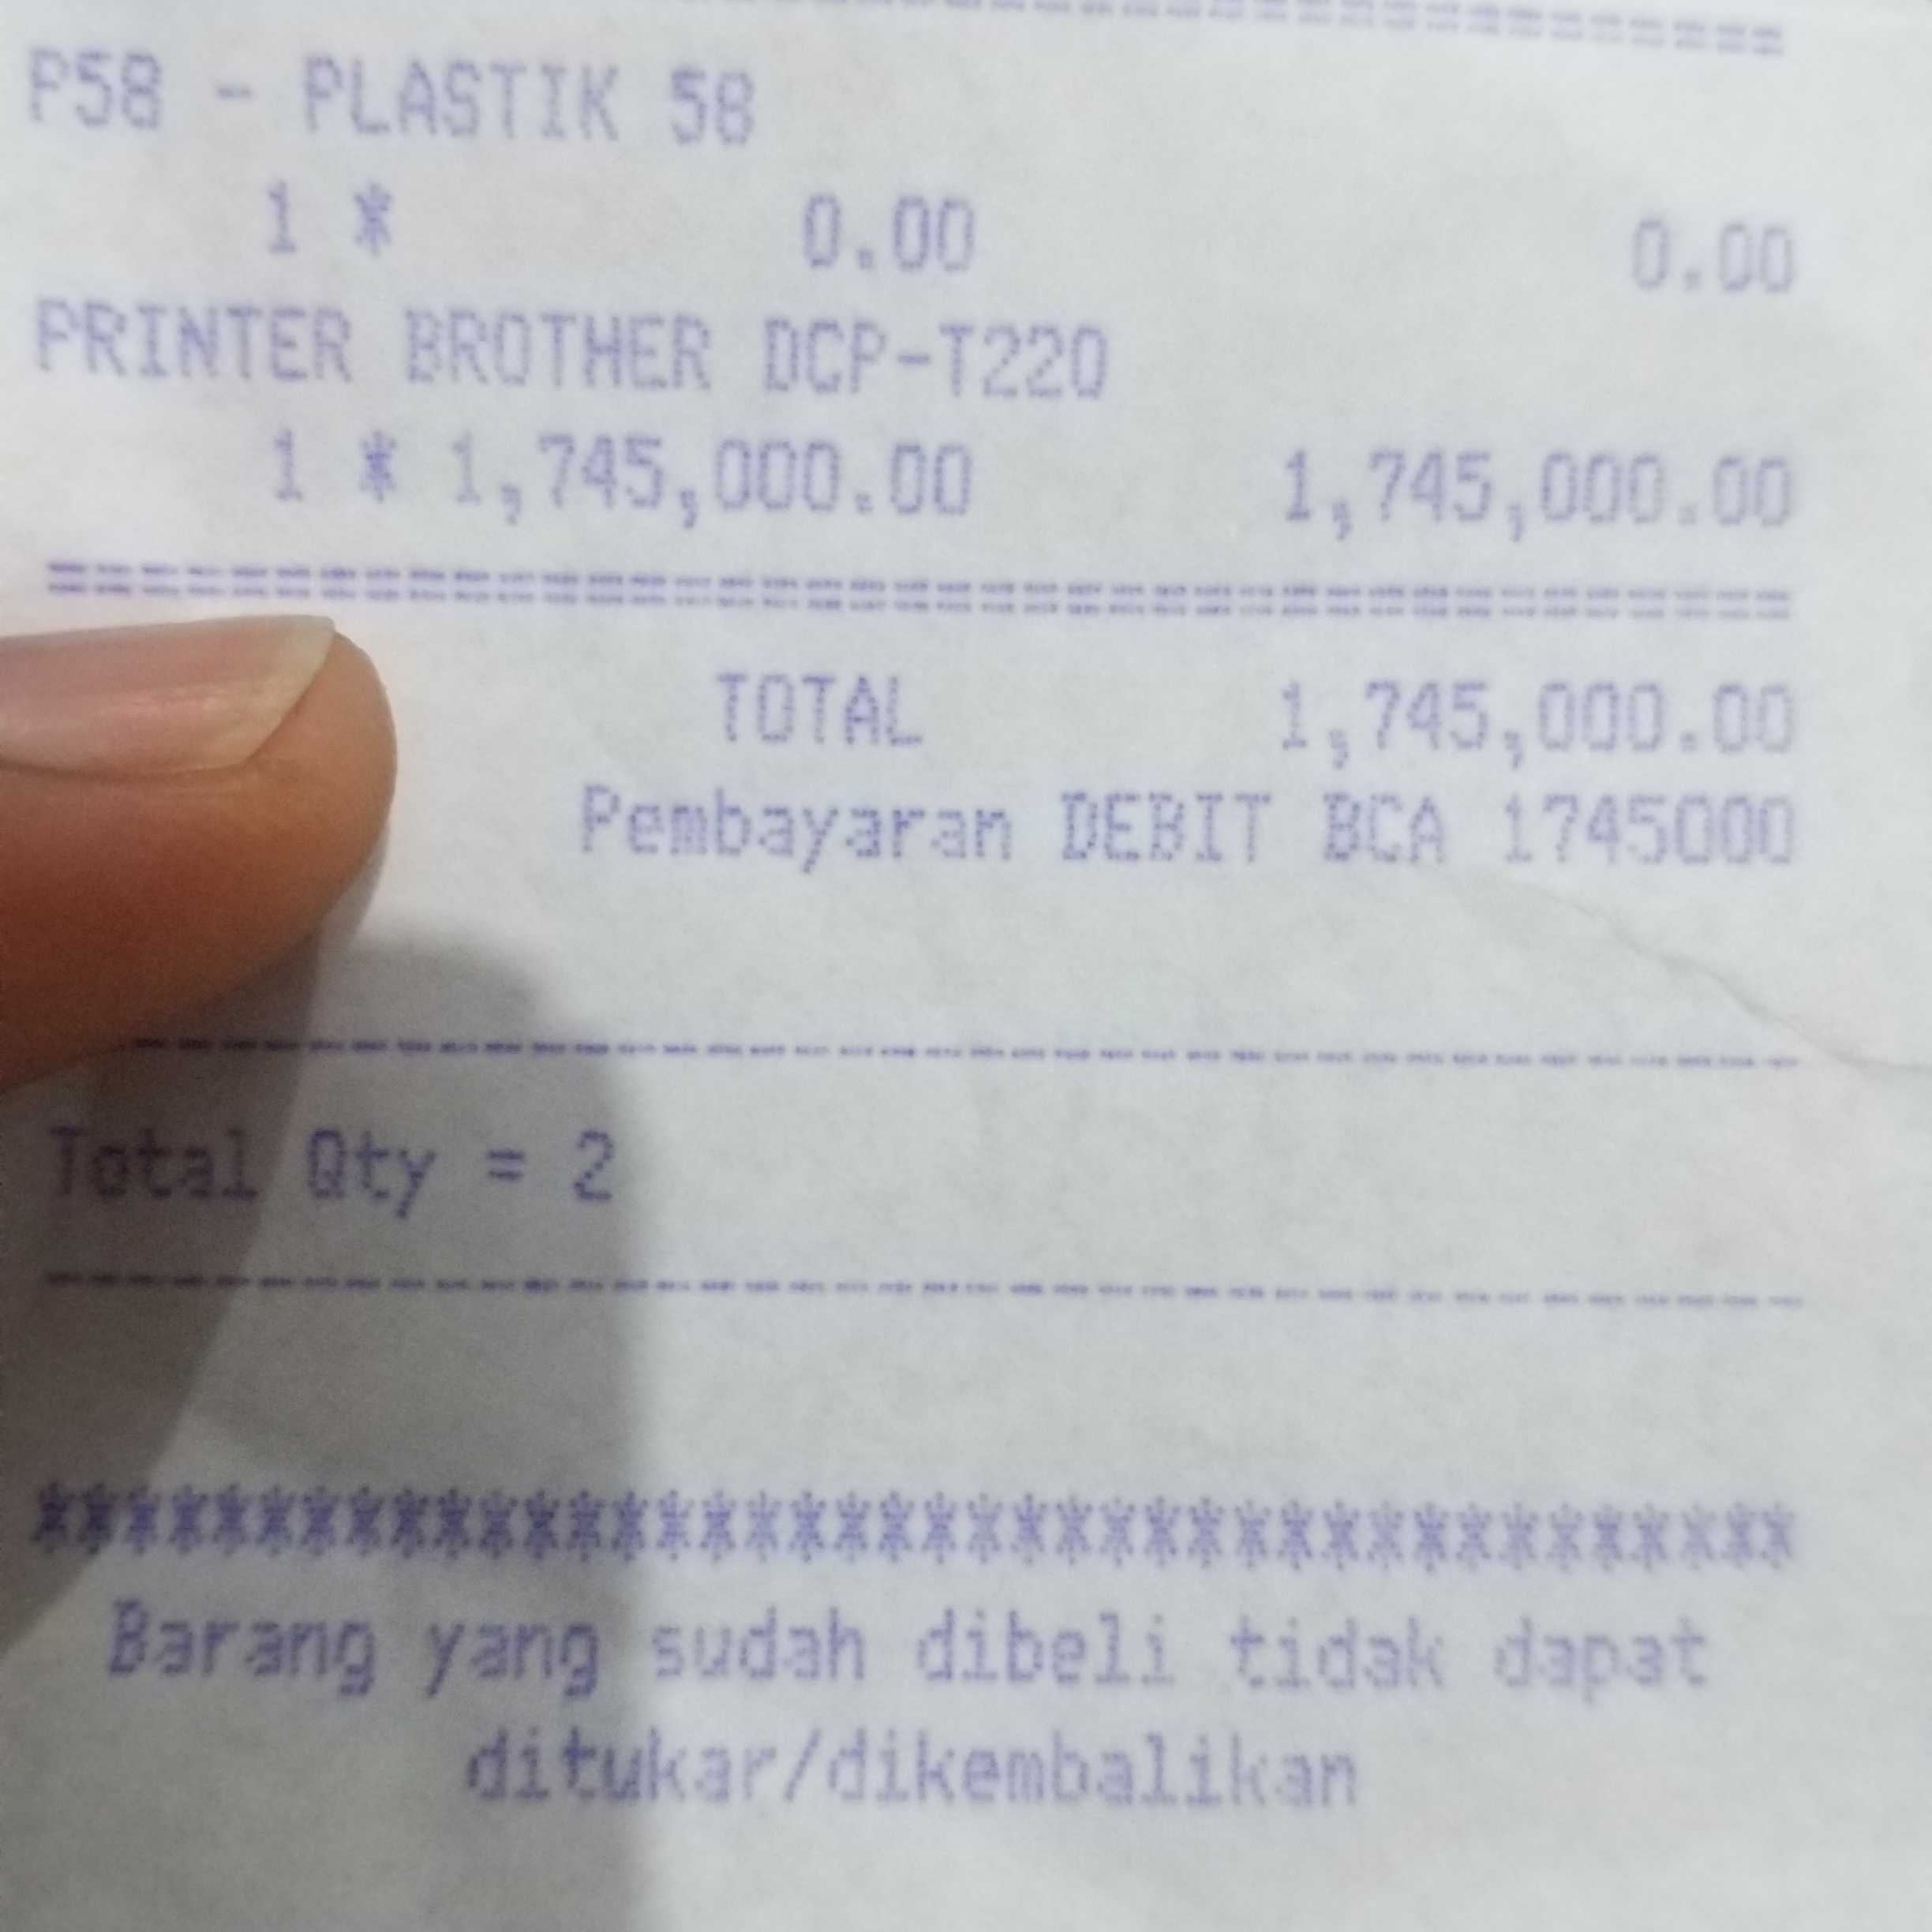 P58 - PLASTIK 58
1 * 0.00 0.00
PRINTER BROTHER DCP-T220
1 * 1,745,000.00 1,745,000.00
TOTAL 1,745,000.00
Pembayaran DEBIT BCA 1745000
Total Qty = 2
****************************************
Barang yang sudah dibeli tidak dapat
ditukar/dikembalikan